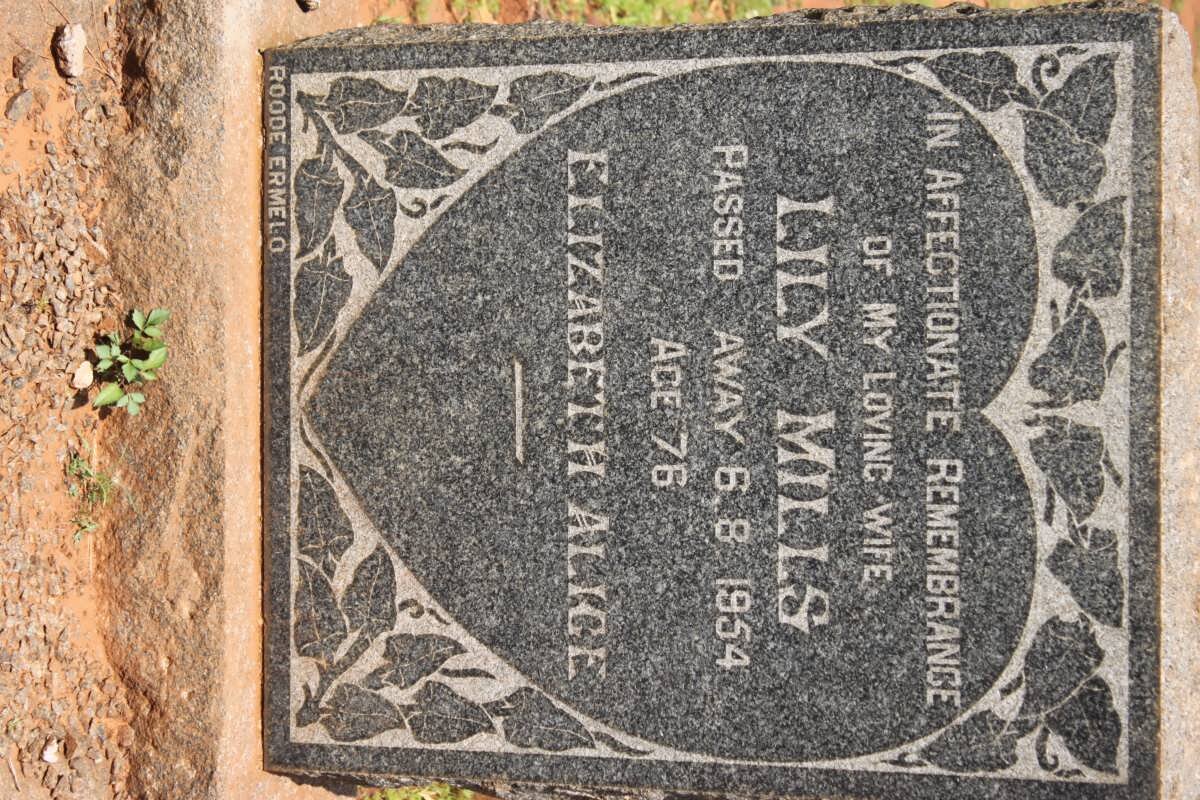 IN AFFECTIONATE REMEMBRANCE
OF MY LOVING WIFE
LILY MILLS
PASSED AWAY 6.8.1954
AGE 76
ELIZABETH ALICE
ROOBE ERMELO